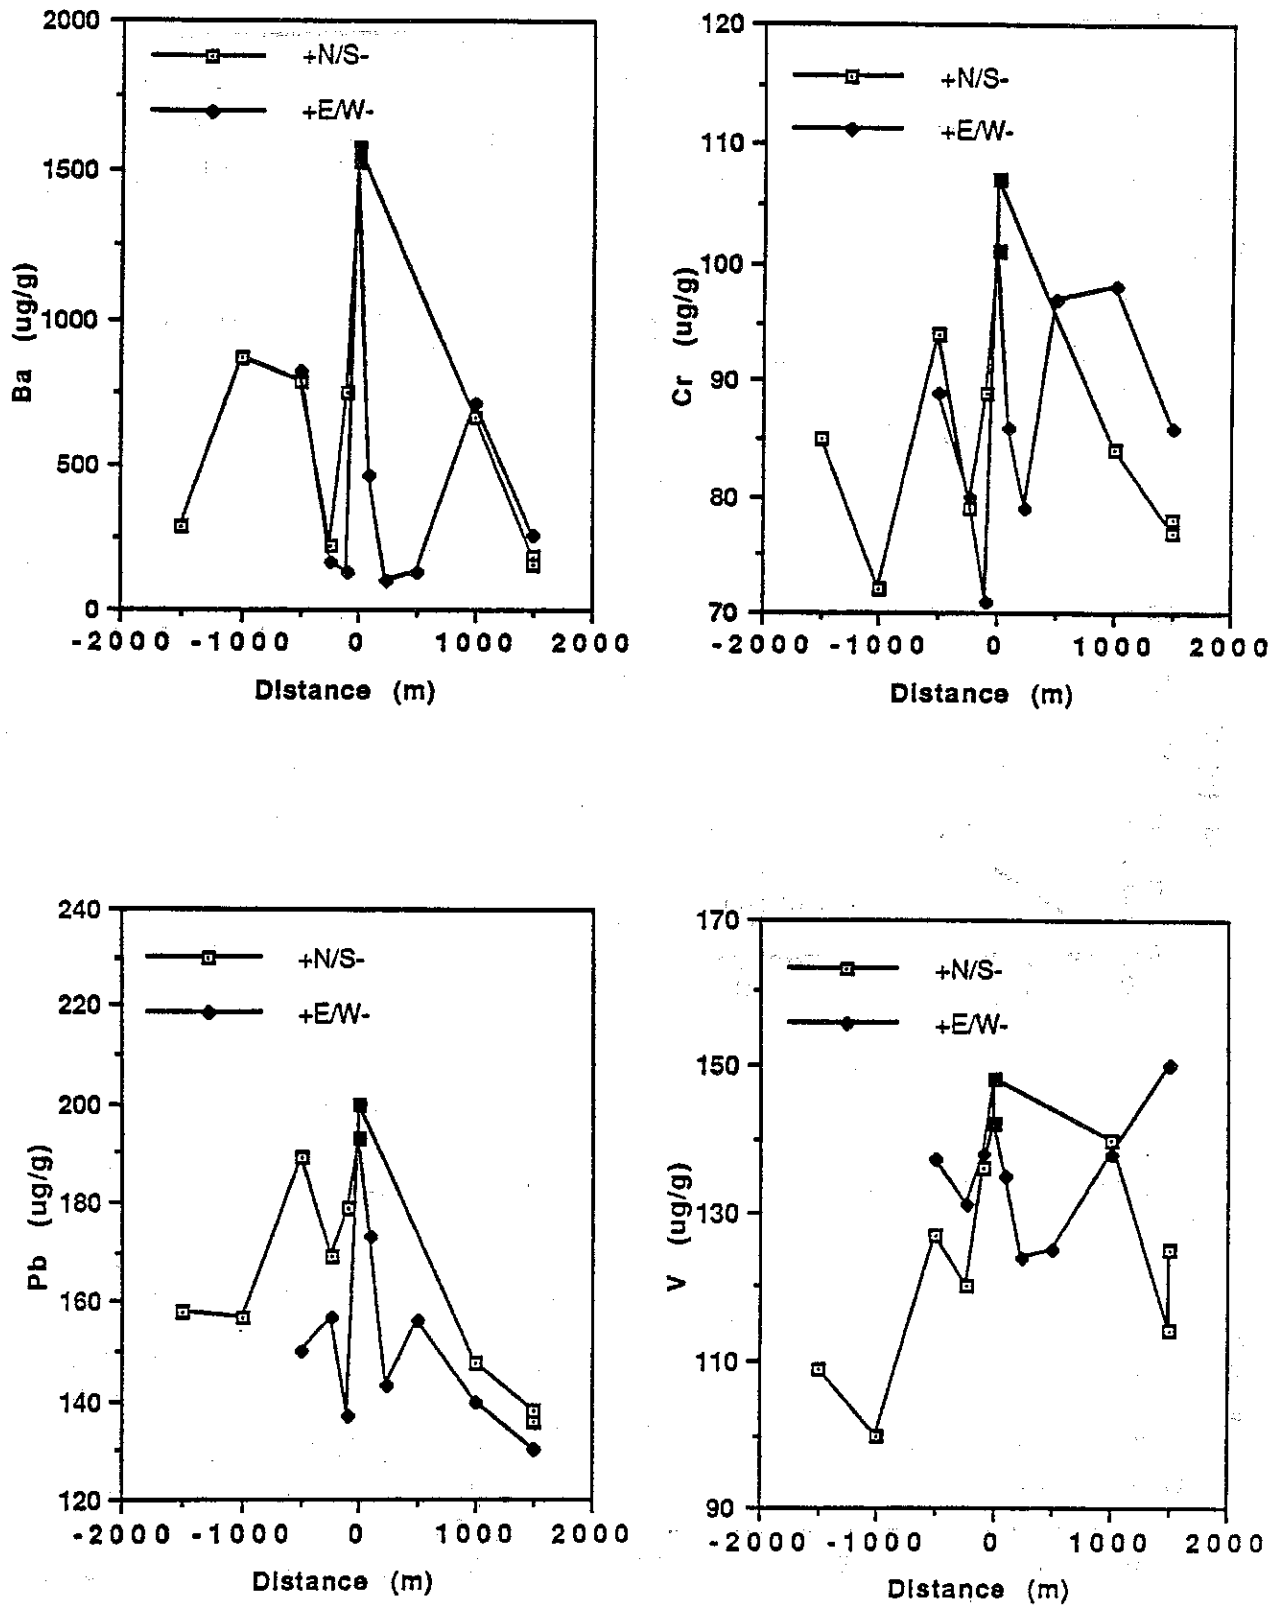 2000
+N/S-
+E/W-
1500
1000
500
0
Ba (ug/g)
-2000 -1000 0 1000 2000
Distance (m)
120
+N/S-
+E/W-
110
100
90
80
70
Cr (ug/g)
-2000 -1000 0 1000 2000
Distance (m)
240
+N/S-
+E/W-
220
200
180
160
140
120
Pb (ug/g)
-2000 -1000 0 1000 2000
Distance (m)
170
+N/S-
+E/W-
150
130
110
90
V (ug/g)
-2000 -1000 0 1000 2000
Distance (m)